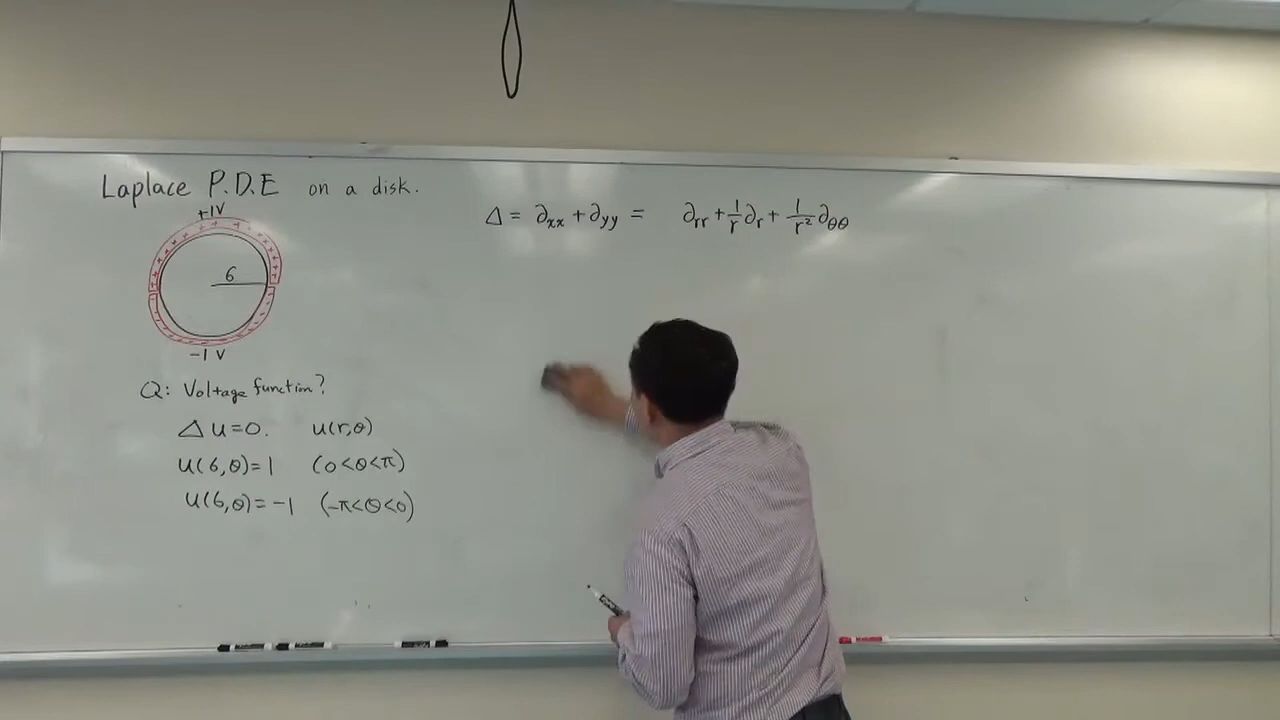 Laplace P.D.E on a disk.
+1V
6
-1 V
Q: Voltage function?
Δ u=0. u(r,θ)
u(6,θ)=1 (0<θ<π)
u(6,θ)=-1 (-π<θ<0)
Δ = ∂xx + ∂yy = ∂rr + 1/r ∂r + 1/r² ∂θθ